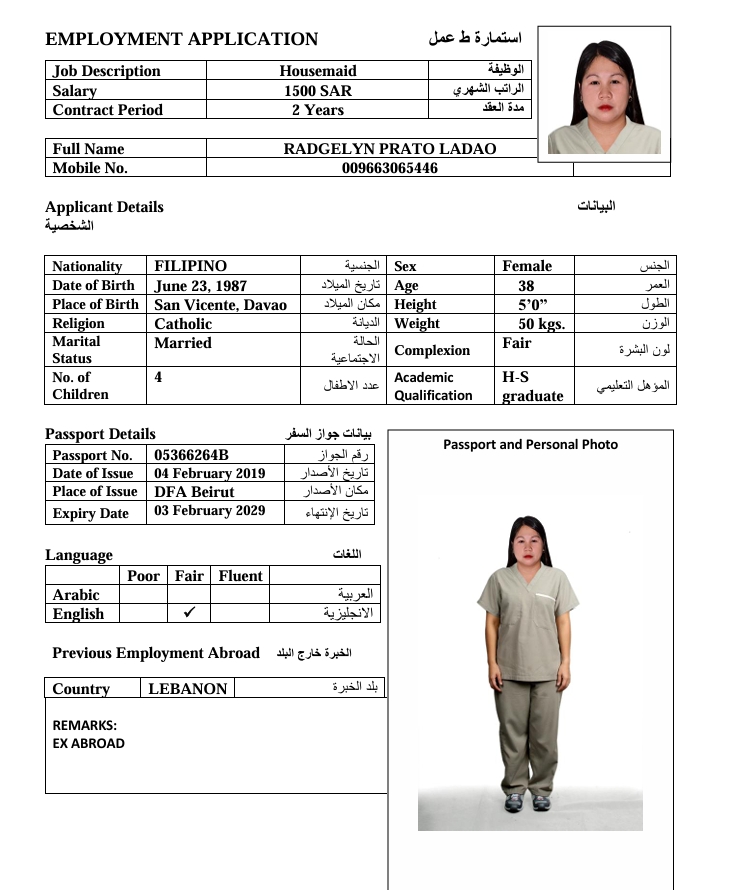 EMPLOYMENT APPLICATION استمارة ط عمل
Job Description Housemaid الوظيفة
Salary 1500 SAR الراتب الشهري
Contract Period 2 Years مدة العقد
Full Name RADGELYN PRATO LADAO
Mobile No. 009663065446
Applicant Details البيانات
الشخصية
Nationality FILIPINO الجنسية Sex Female الجنس
Date of Birth June 23, 1987 تاريخ الميلاد Age 38 العمر
Place of Birth San Vicente, Davao مكان الميلاد Height 5’0” الطول
Religion Catholic الديانة Weight 50 kgs. الوزن
Marital Status Married الحالة الاجتماعية Complexion Fair لون البشرة
No. of Children 4 عدد الاطفال Academic Qualification H-S graduate المؤهل التعليمي
Passport Details بيانات جواز السفر
Passport No. 05366264B رقم الجواز
Date of Issue 04 February 2019 تاريخ الأصدار
Place of Issue DFA Beirut مكان الأصدار
Expiry Date 03 February 2029 تاريخ الإنتهاء
Passport and Personal Photo
Language اللغات
Poor Fair Fluent
Arabic العربية
English ✓ الانجليزية
Previous Employment Abroad الخبرة خارج البلد
Country LEBANON بلد الخبرة
REMARKS:
EX ABROAD